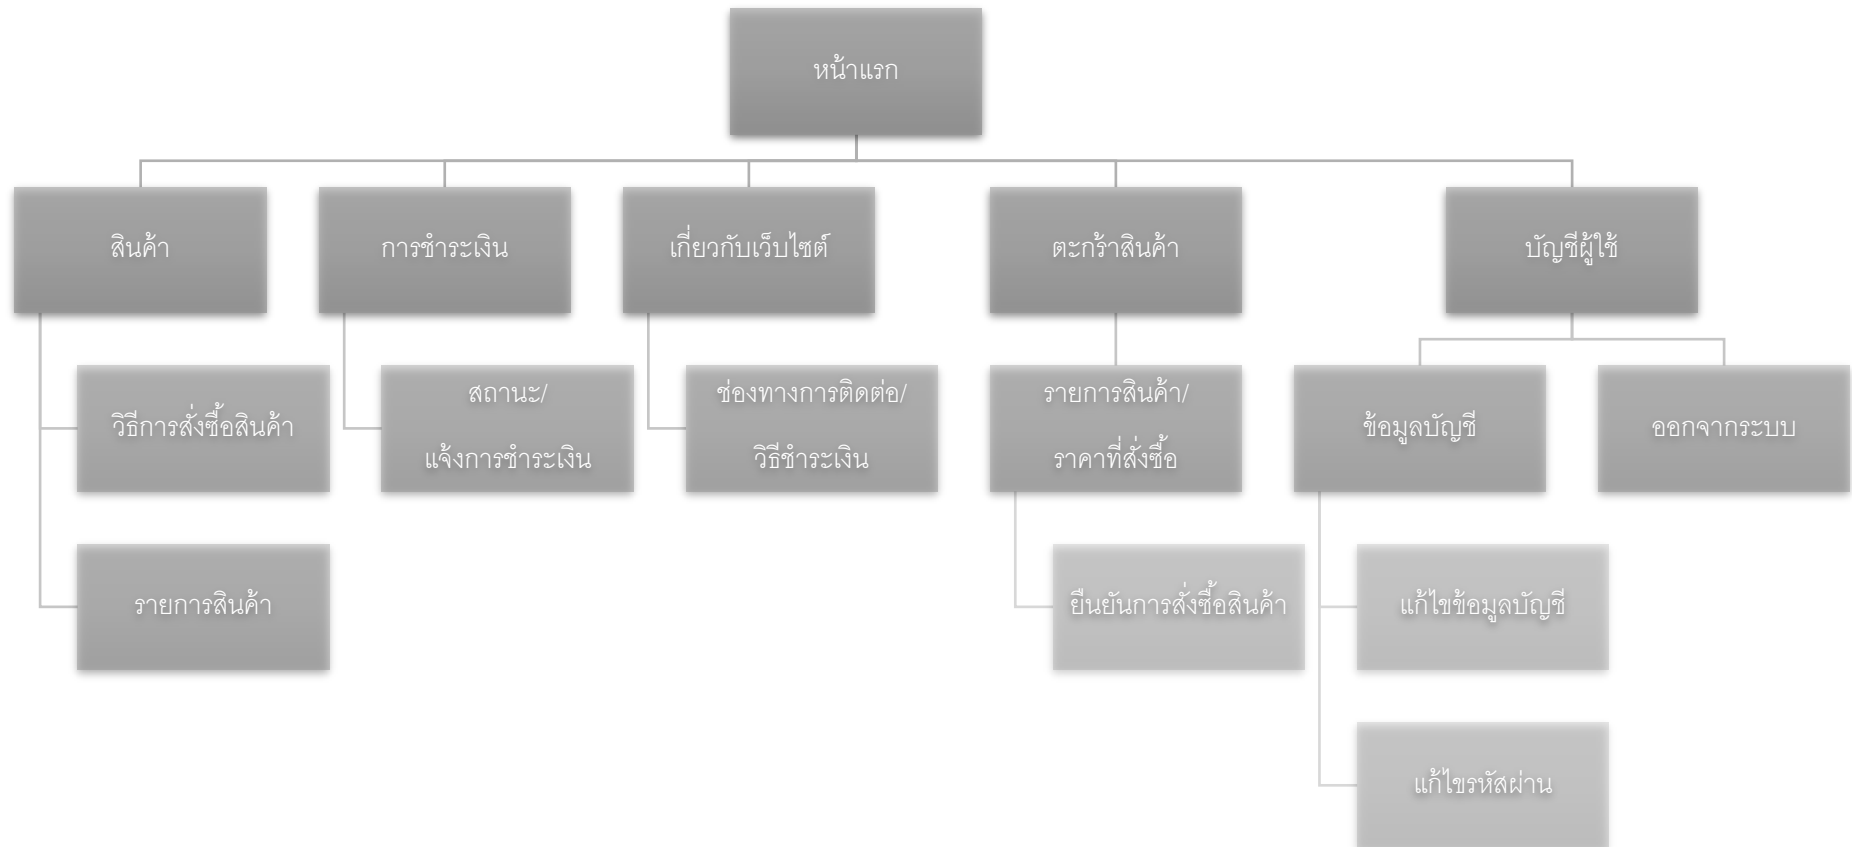 หน้าแรก
สินค้า
การชำระเงิน
เกี่ยวกับเว็บไซต์
ตะกร้าสินค้า
บัญชีผู้ใช้
วิธีการสั่งซื้อสินค้า
สถานะ/
แจ้งการชำระเงิน
ช่องทางการติดต่อ/
วิธีชำระเงิน
รายการสินค้า/
ราคาที่สั่งซื้อ
ข้อมูลบัญชี
ออกจากระบบ
รายการสินค้า
ยืนยันการสั่งซื้อสินค้า
แก้ไขข้อมูลบัญชี
แก้ไขรหัสผ่าน